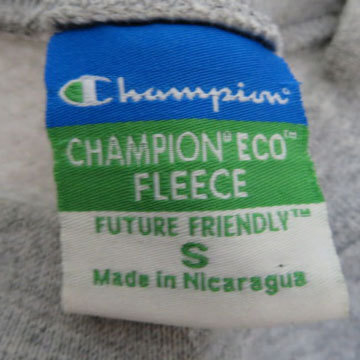 Champion®
CHAMPION® ECO™
FLEECE
FUTURE FRIENDLY™
S
Made in Nicaragua